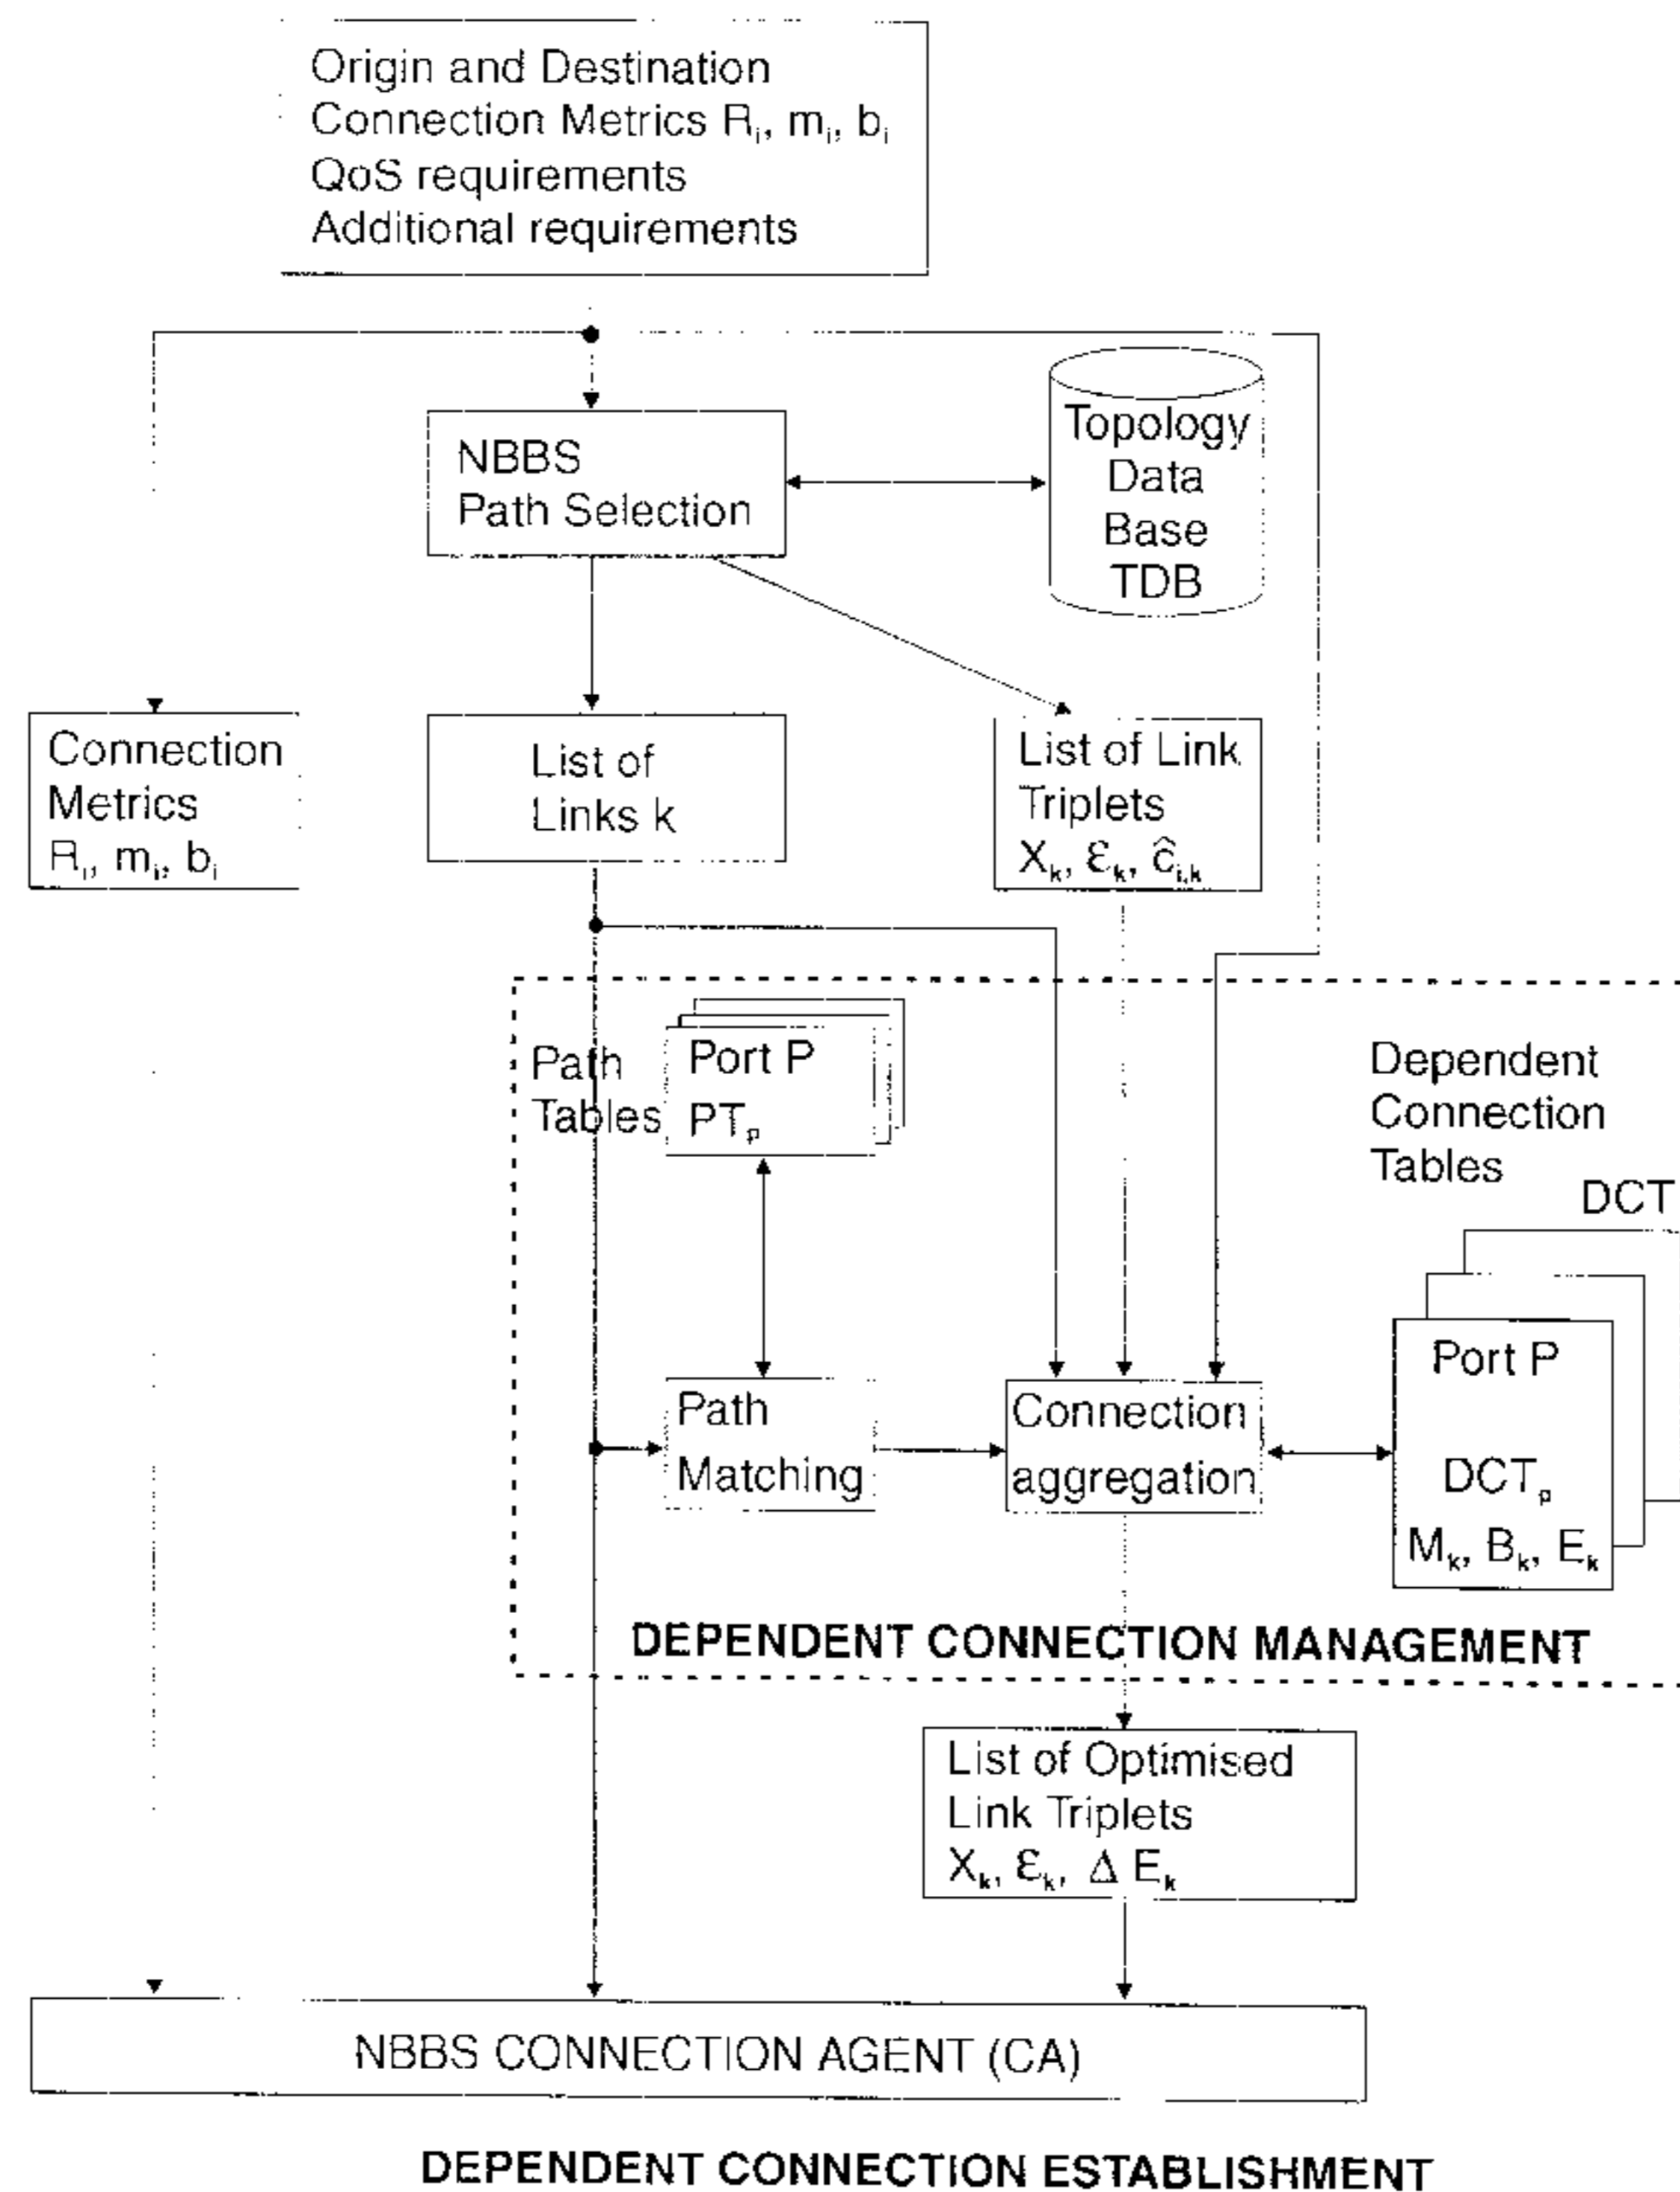 Origin and Destination
Connection Metrics Rᵢ, mᵢ, bᵢ
QoS requirements
Additional requirements
NBBS
Path Selection
Topology
Data
Base
TDB
Connection
Metrics
Rᵢ, mᵢ, bᵢ
List of
Links k
List of Link
Triplets
Xₖ, Ɛₖ, ĉᵢ,ₖ
Path
Tables
Port P
PTₚ
Dependent
Connection
Tables
DCT
Path
Matching
Connection
aggregation
Port P
DCTₚ
Mₖ, Bₖ, Eₖ
DEPENDENT CONNECTION MANAGEMENT
List of Optimised
Link Triplets
Xₖ, Ɛₖ, Δ Eₖ
NBBS CONNECTION AGENT (CA)
DEPENDENT CONNECTION ESTABLISHMENT